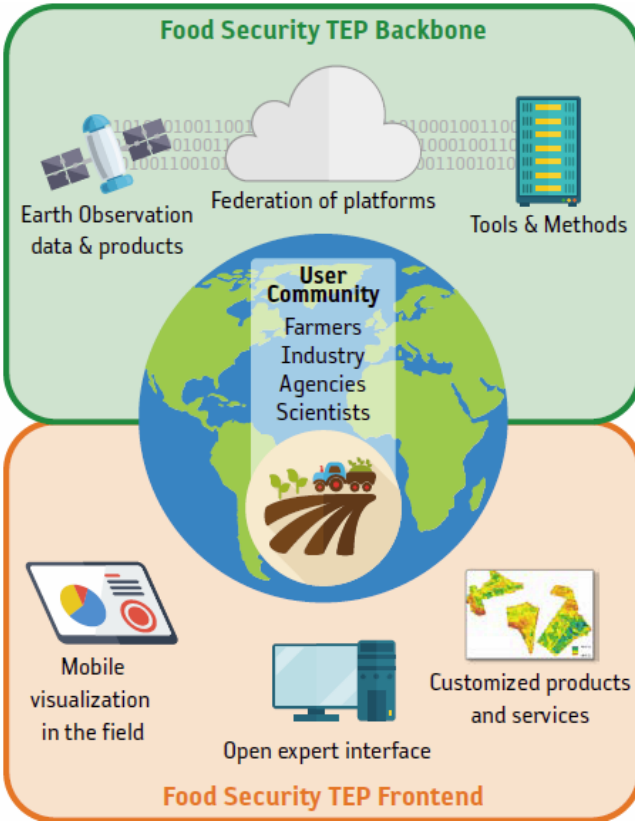 Food Security TEP Backbone
Earth Observation
data & products
Federation of platforms
Tools & Methods
User
Community
Farmers
Industry
Agencies
Scientists
Mobile
visualization
in the field
Open expert interface
Customized products
and services
Food Security TEP Frontend